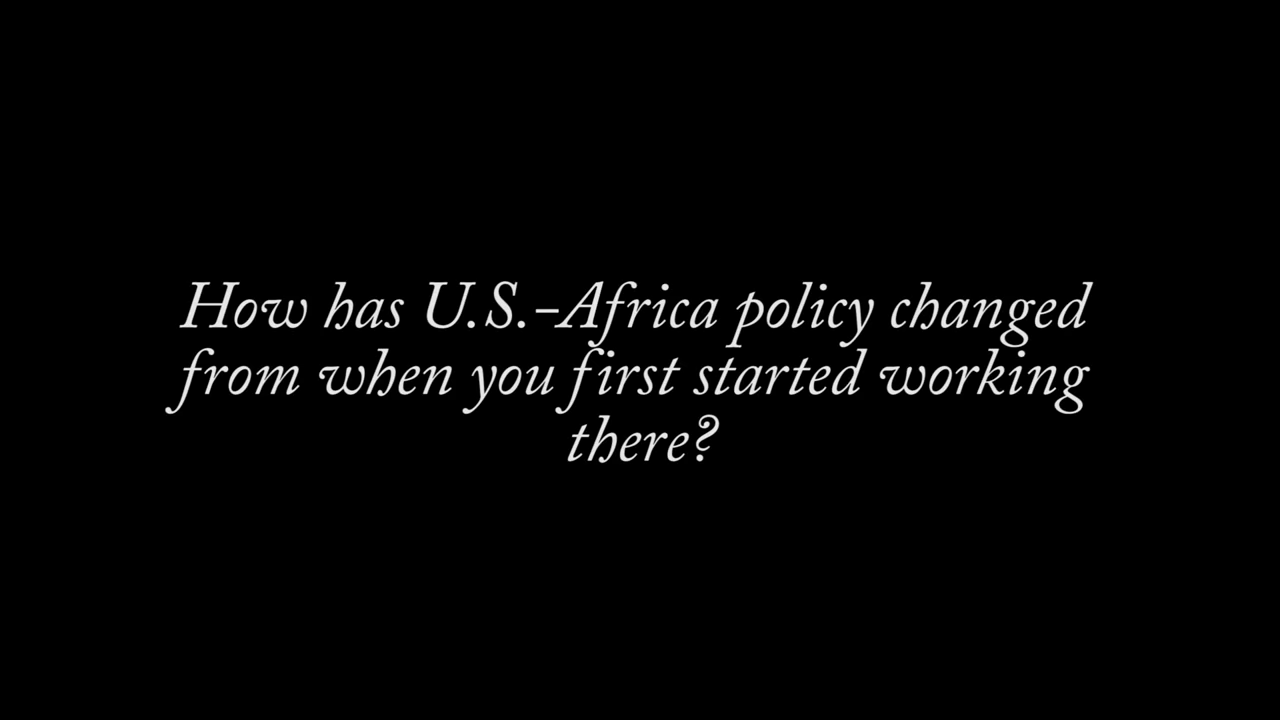 How has U.S.-Africa policy changed
from when you first started working
there?